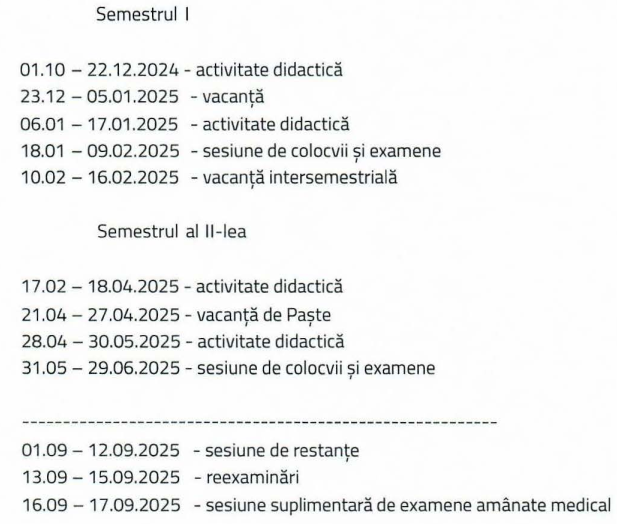 Semestrul I
01.10 – 22.12.2024 - activitate didactică
23.12 – 05.01.2025 - vacanță
06.01 – 17.01.2025 - activitate didactică
18.01 – 09.02.2025 - sesiune de colocvii și examene
10.02 – 16.02.2025 - vacanță intersemestrială
Semestrul al II-lea
17.02 – 18.04.2025 - activitate didactică
21.04 – 27.04.2025 - vacanță de Paște
28.04 – 30.05.2025 - activitate didactică
31.05 – 29.06.2025 - sesiune de colocvii și examene
------------------------------------------------------------
01.09 – 12.09.2025 - sesiune de restanțe
13.09 – 15.09.2025 - reexaminări
16.09 – 17.09.2025 - sesiune suplimentară de examene amânate medical